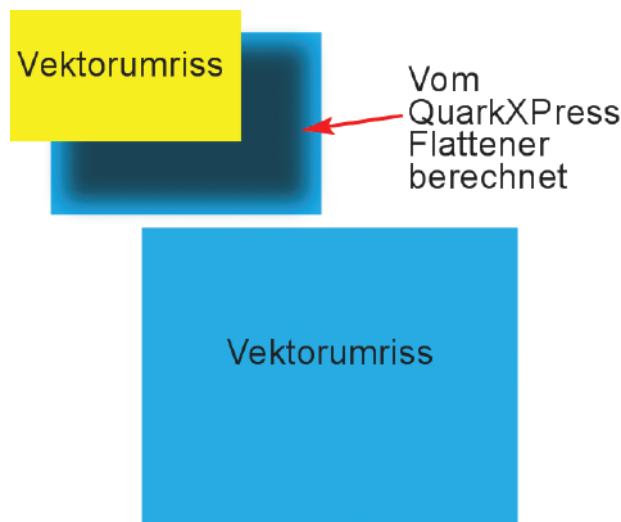 Vektorumriss
Vom
QuarkXPress
Flattener
berechnet
Vektorumriss